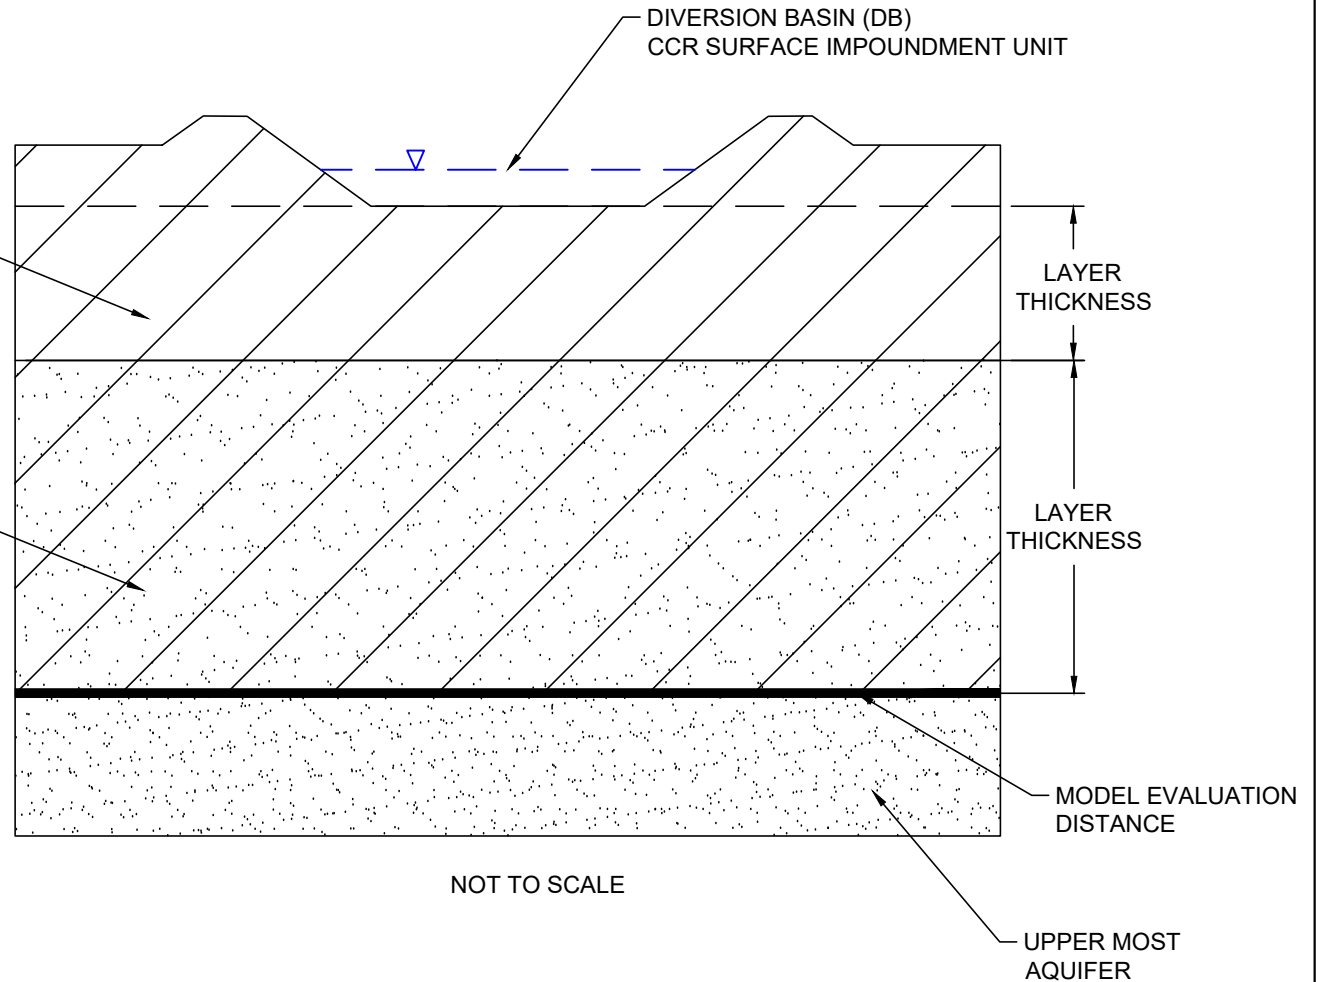 DIVERSION BASIN (DB)
CCR SURFACE IMPOUNDMENT UNIT
LAYER
THICKNESS
LAYER
THICKNESS
MODEL EVALUATION
DISTANCE
NOT TO SCALE
UPPER MOST
AQUIFER